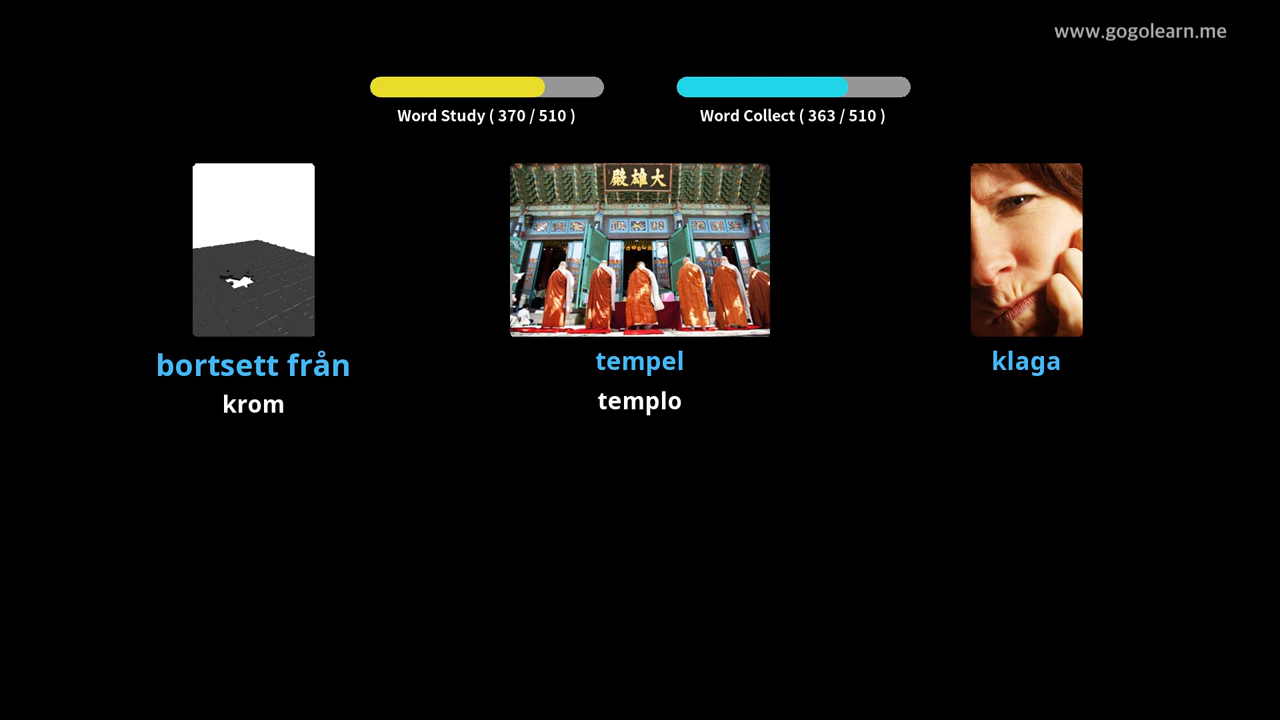 www.gogolearn.me
Word Study ( 370 / 510 )
Word Collect ( 363 / 510 )
殿雄大
bortsett från
krom
tempel
templo
klaga